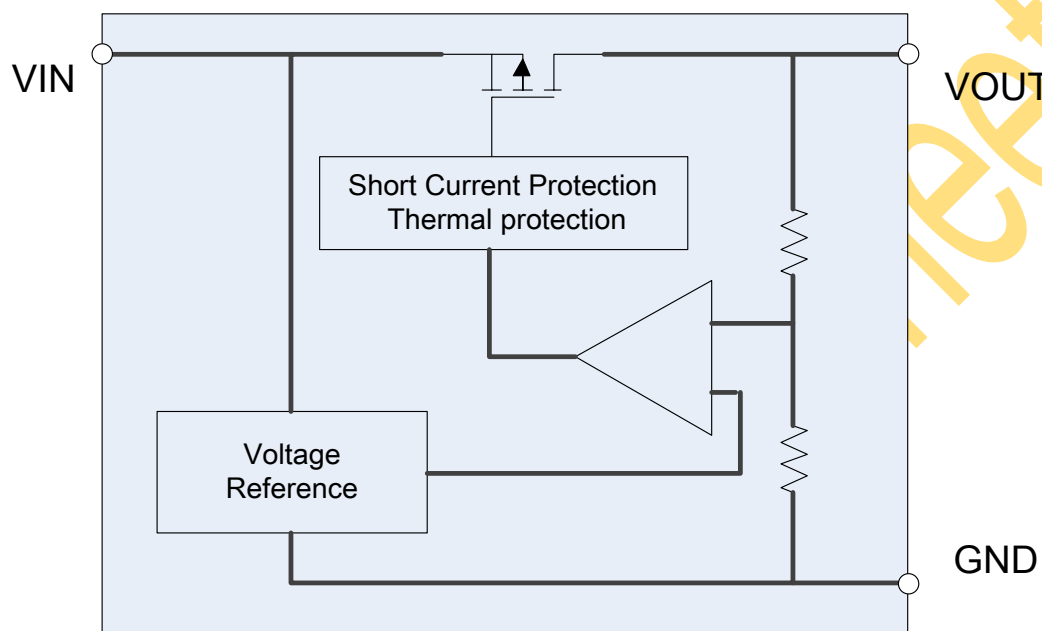 VIN
VOUT
Short Current Protection
Thermal protection
Voltage
Reference
GND